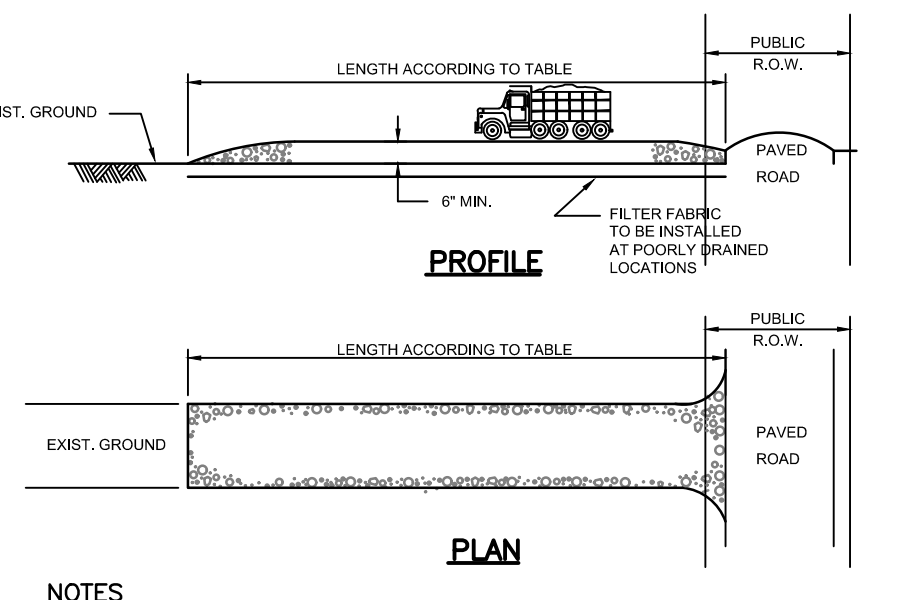 PUBLIC
R.O.W.
LENGTH ACCORDING TO TABLE
IST. GROUND
PAVED
ROAD
6" MIN.
FILTER FABRIC
TO BE INSTALLED
AT POORLY DRAINED
LOCATIONS
PROFILE
PUBLIC
R.O.W.
LENGTH ACCORDING TO TABLE
EXIST. GROUND
PAVED
ROAD
PLAN
NOTES